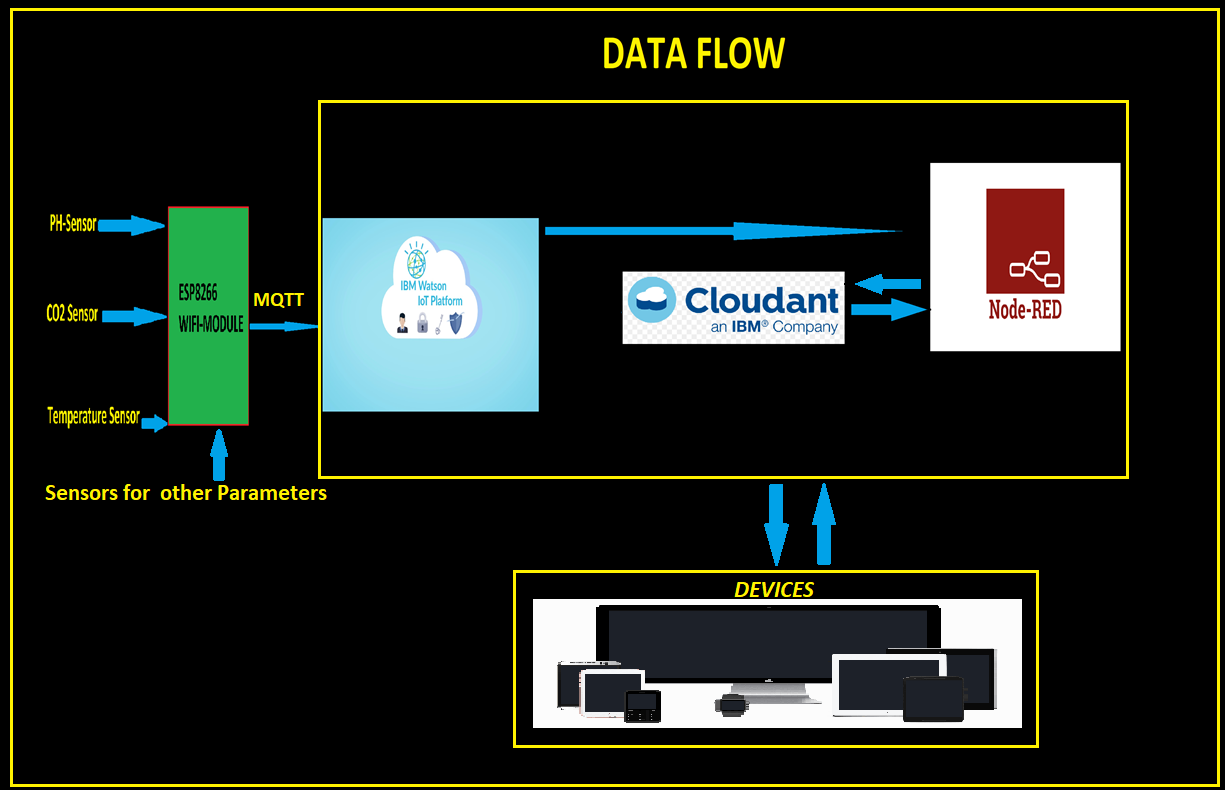 DATA FLOW
PH-Sensor
CO2 Sensor
Temperature Sensor
Sensors for other Parameters
ESP8266
WIFI-MODULE
MQTT
IBM Watson
IoT Platform
Cloudant
an IBM® Company
Node-RED
DEVICES